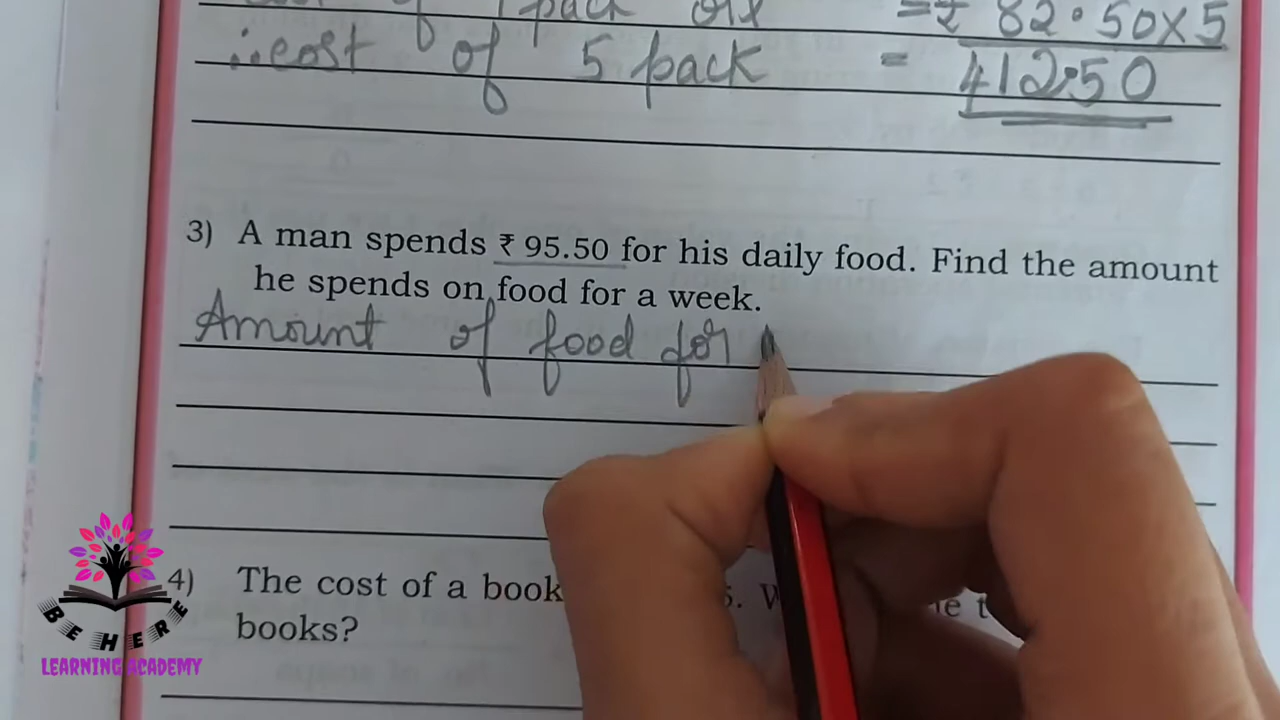 pack
= ₹ 82.50x5
∴cost of 5 pack = 412.50
3) A man spends ₹ 95.50 for his daily food. Find the amount
he spends on food for a week.
Amount of food for
4) The cost of a book
books?
BE HERE
LEARNING ACADEMY